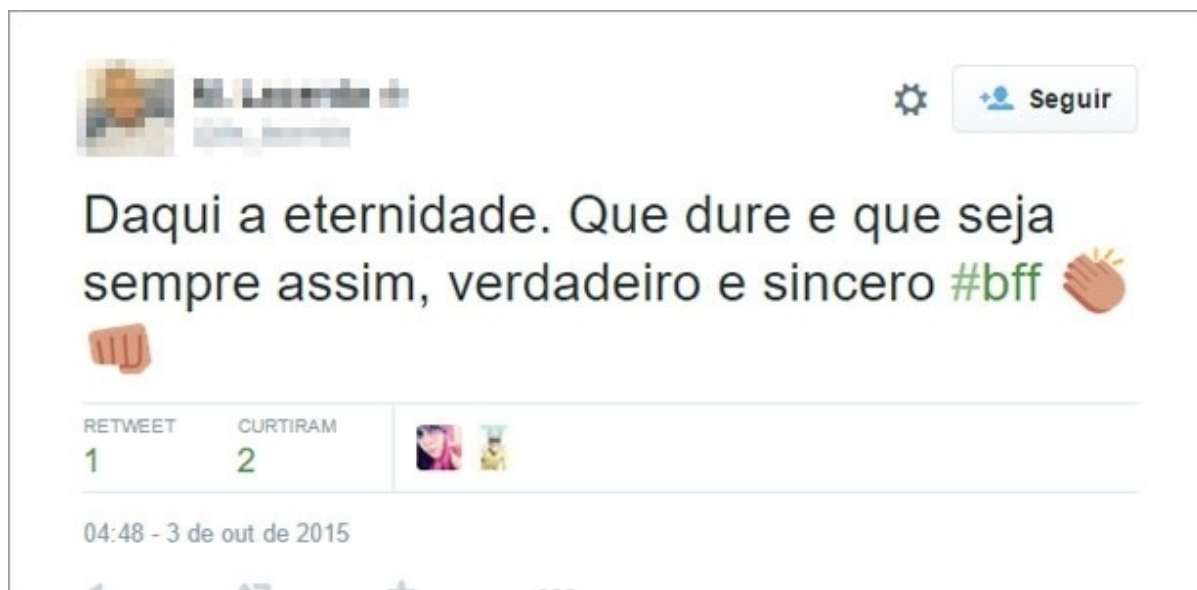 Seguir
Daqui a eternidade. Que dure e que seja
sempre assim, verdadeiro e sincero #bff 👏
👊
RETWEET CURTIRAM
1 2
04:48 - 3 de out de 2015